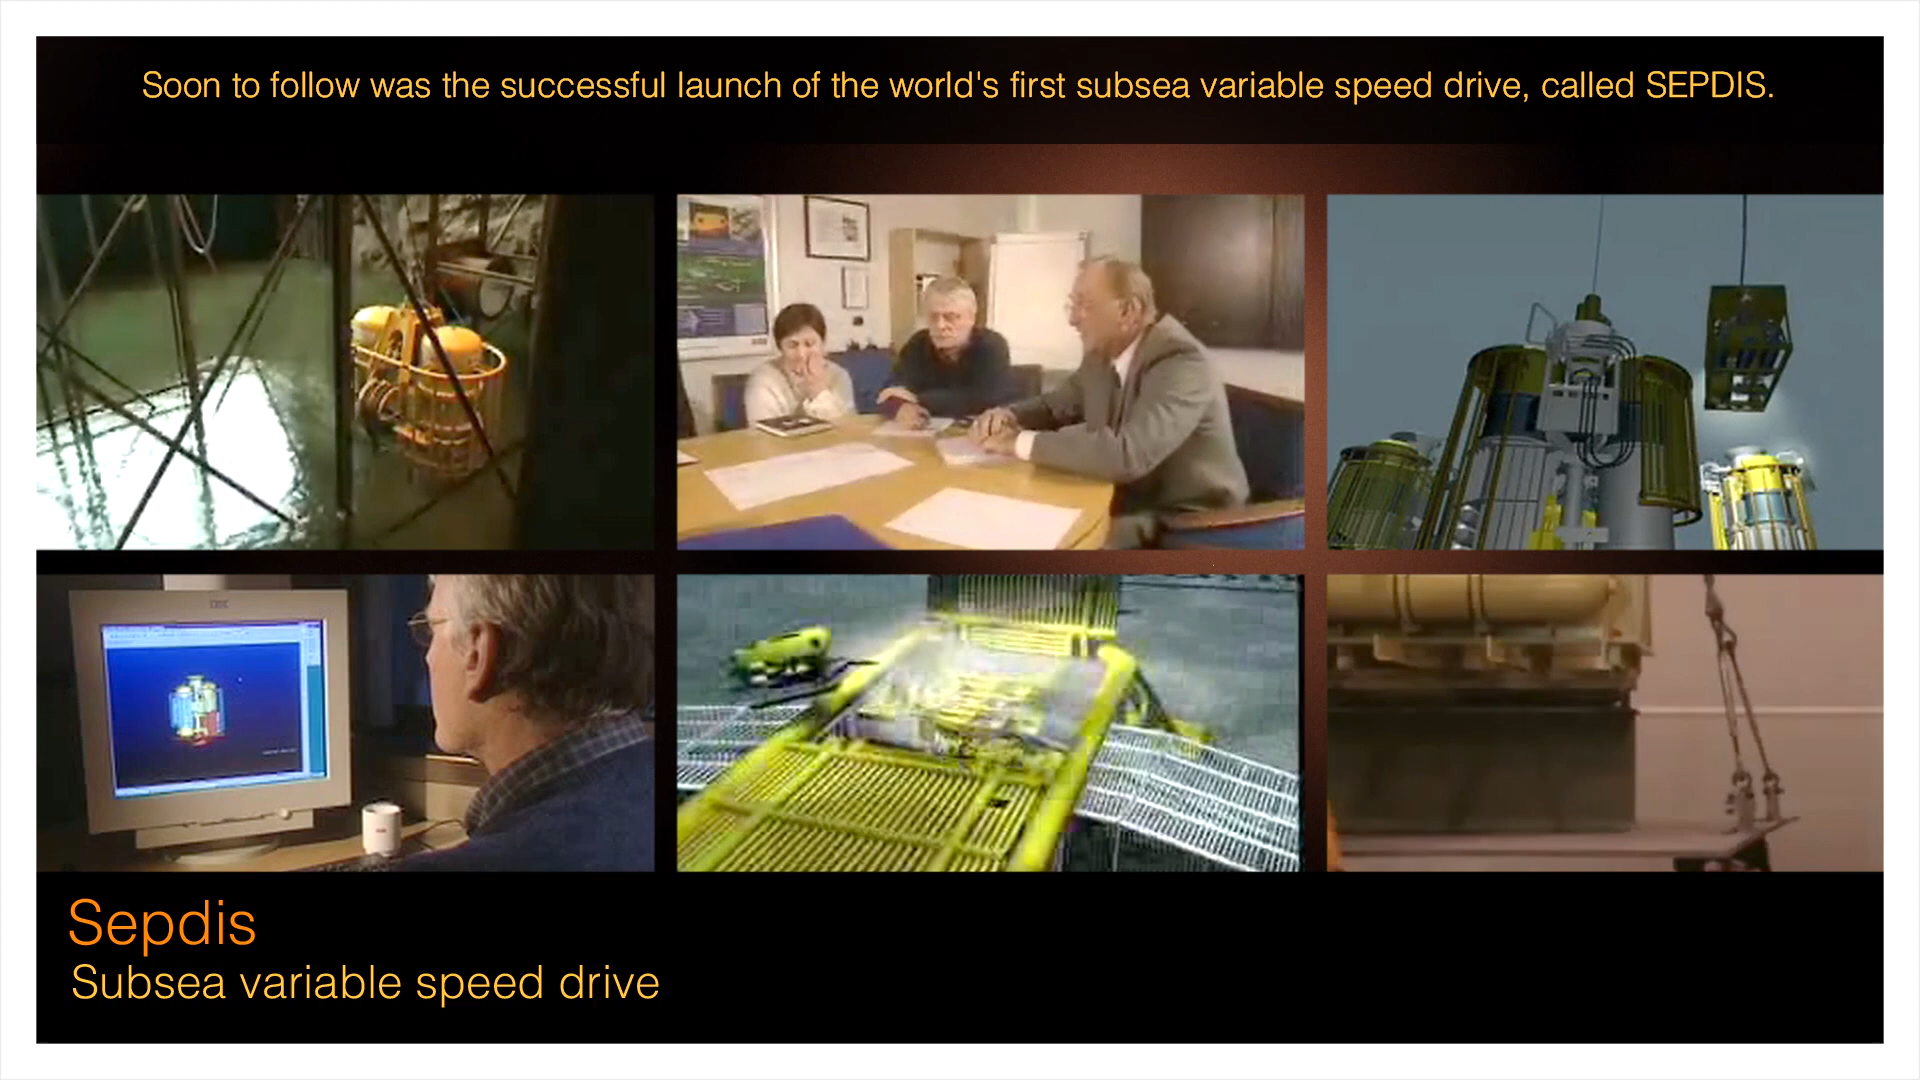 Soon to follow was the successful launch of the world's first subsea variable speed drive, called SEPDIS.
IBM
Sepdis
Subsea variable speed drive